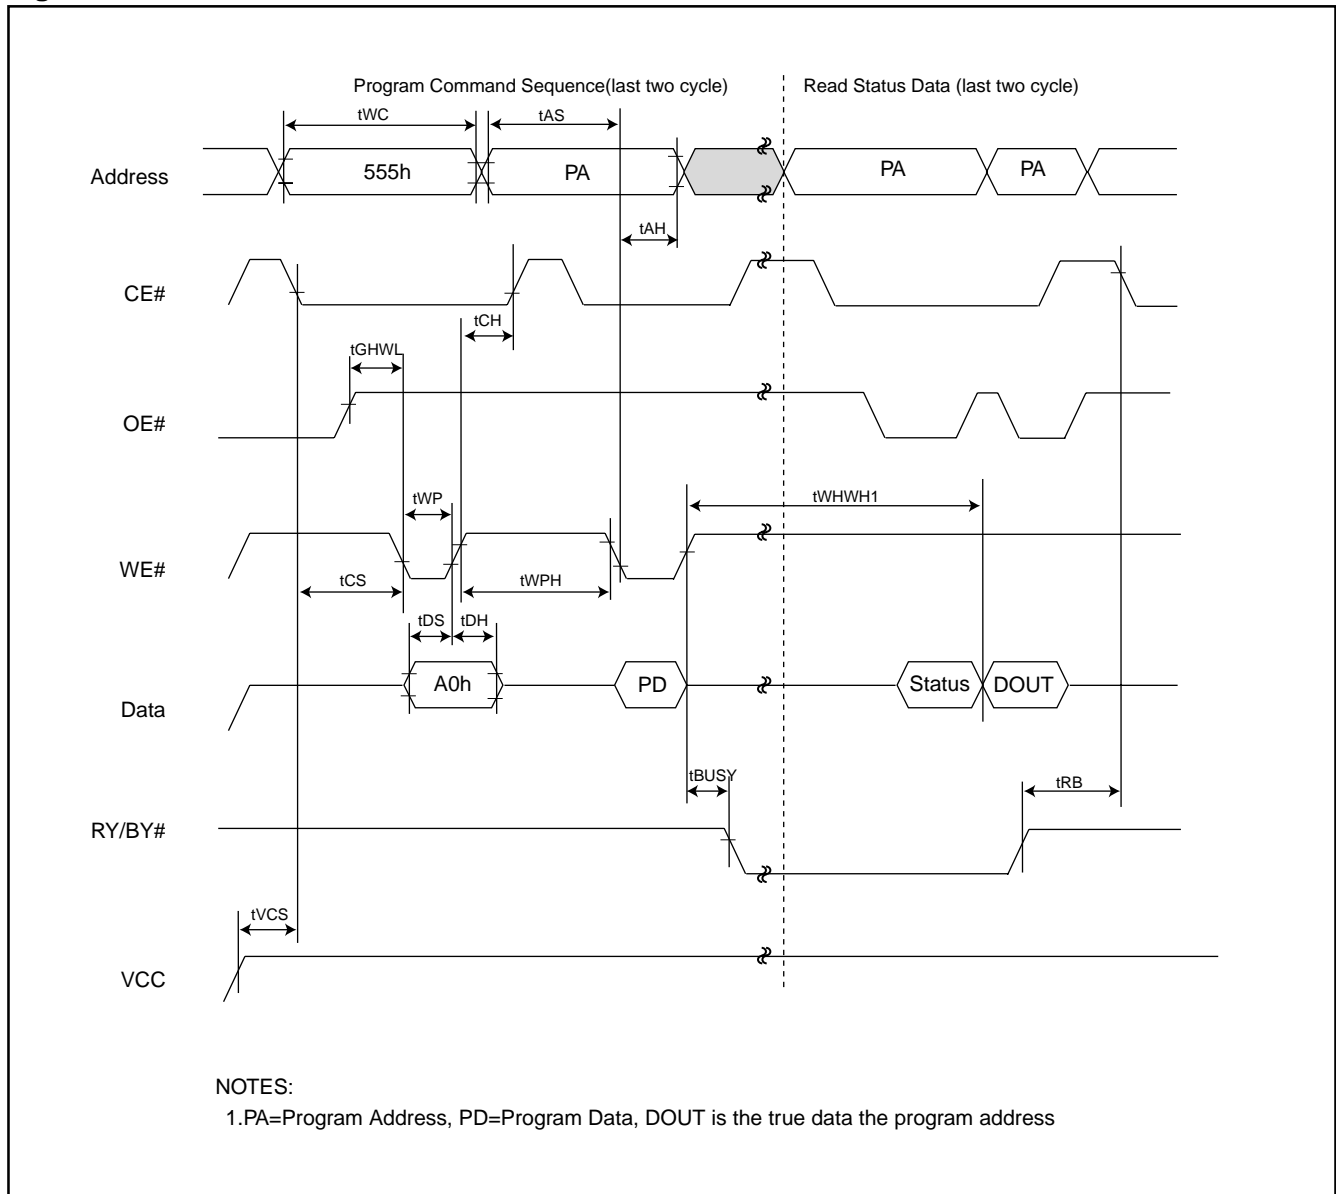 Program Command Sequence(last two cycle) Read Status Data (last two cycle)
tWC tAS
Address 555h PA PA PA
tAH
CE#
tCH
tGHWL
OE#
tWP tWHWH1
WE#
tCS tWPH
tDS tDH
Data A0h PD Status DOUT
tBUSY tRB
RY/BY#
tVCS
VCC
NOTES:
1.PA=Program Address, PD=Program Data, DOUT is the true data the program address